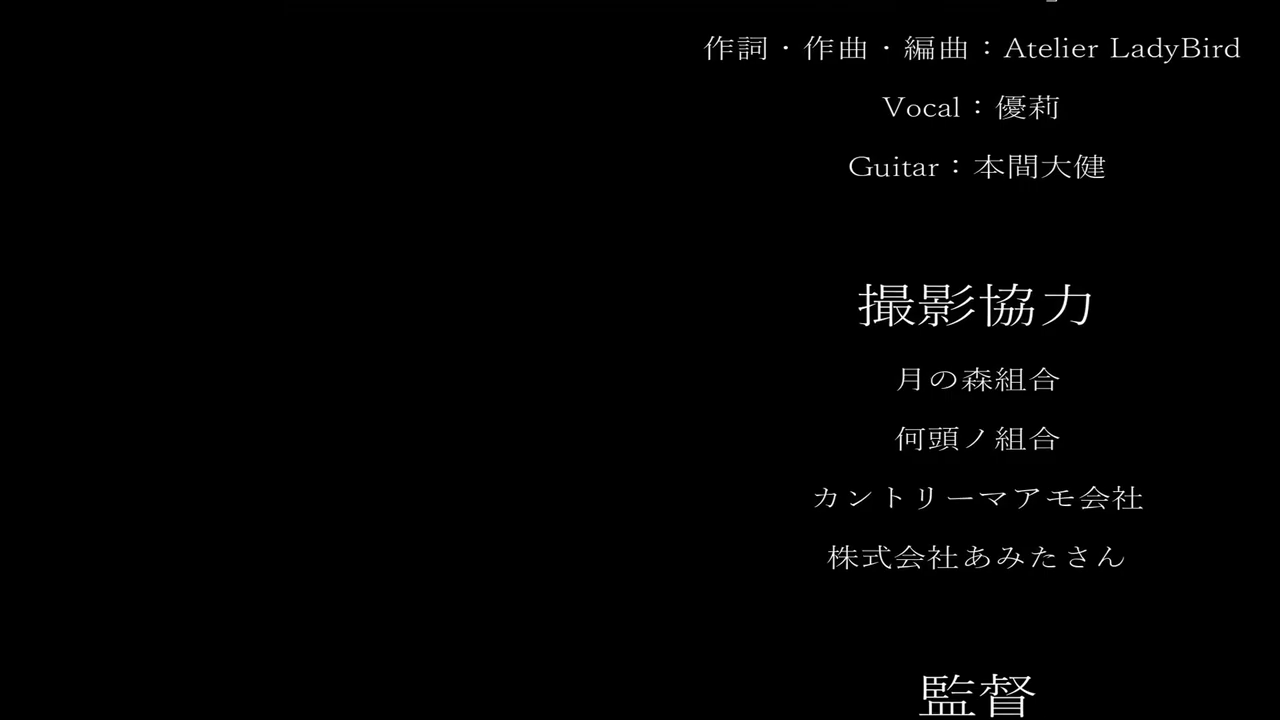 作詞・作曲・編曲：Atelier LadyBird
Vocal：優莉
Guitar：本間大健
撮影協力
月の森組合
何頭ノ組合
カントリーマアモ会社
株式会社あみたさん
監督